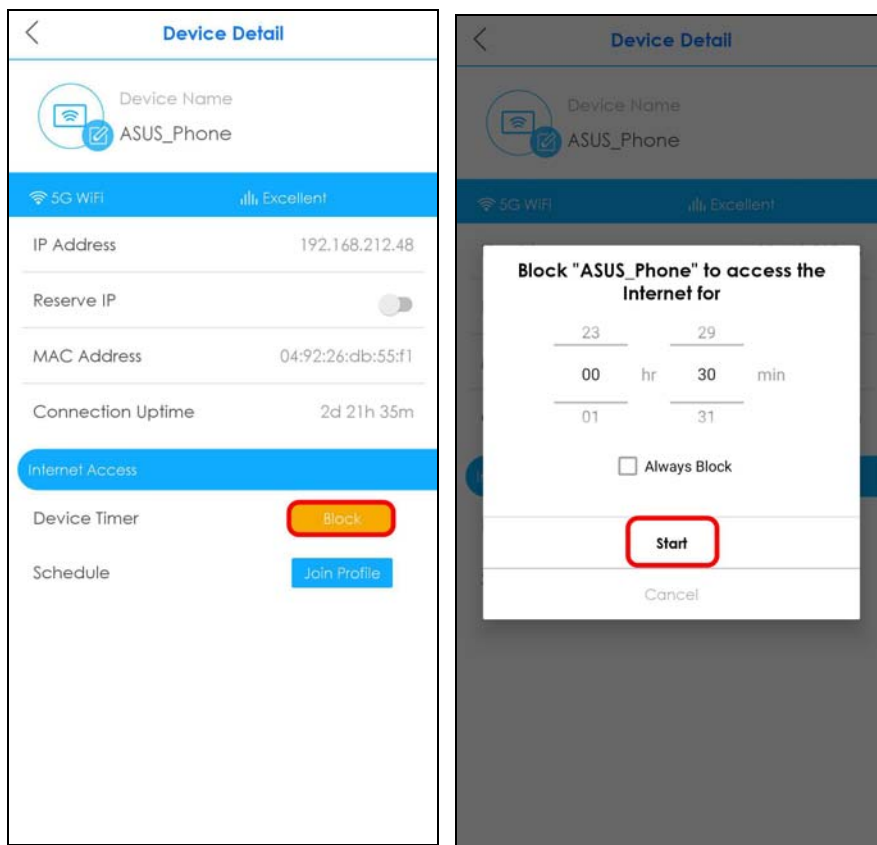 Device Detail
Device Name
ASUS_Phone
5G WiFi Excellent
IP Address 192.168.212.48
Reserve IP
MAC Address 04:92:26:db:55:f1
Connection Uptime 2d 21h 35m
Internet Access
Device Timer Block
Schedule Join Profile
Device Detail
Device Name
ASUS_Phone
5G WiFi Excellent
Block "ASUS_Phone" to access the
Internet for
23 29
00 hr 30 min
01 31
Always Block
Start
Cancel